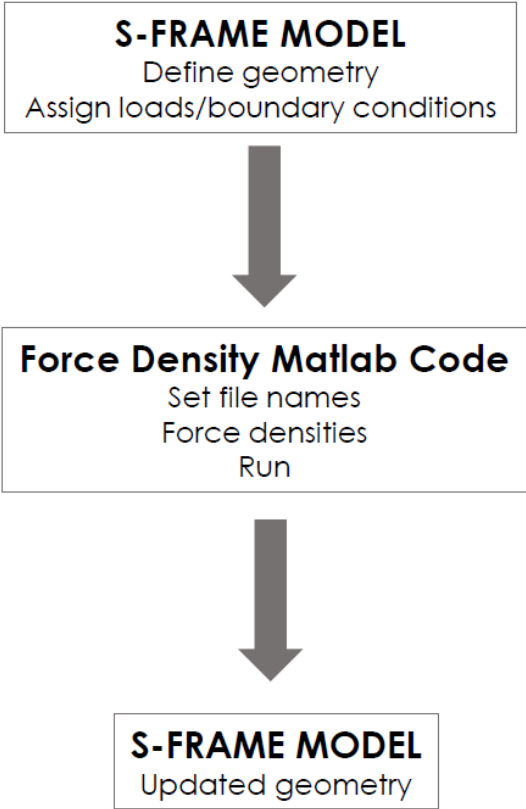 S-FRAME MODEL
Define geometry
Assign loads/boundary conditions
Force Density Matlab Code
Set file names
Force densities
Run
S-FRAME MODEL
Updated geometry